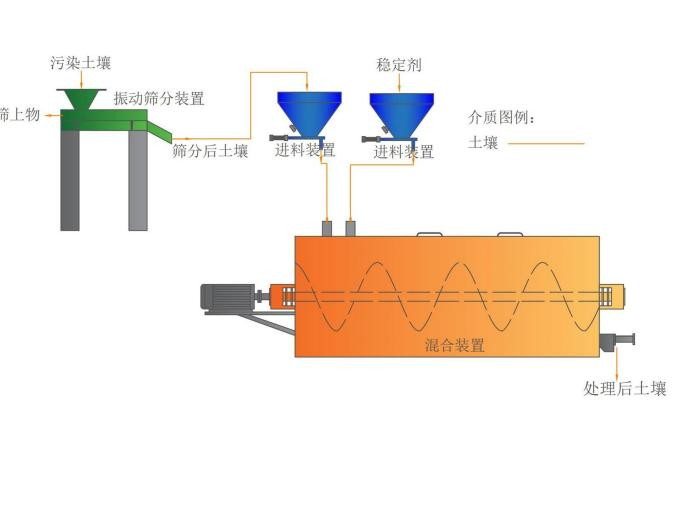 污染土壤
稳定剂
振动筛分装置
筛上物
介质图例：
土壤
筛分后土壤
进料装置
进料装置
混合装置
处理后土壤